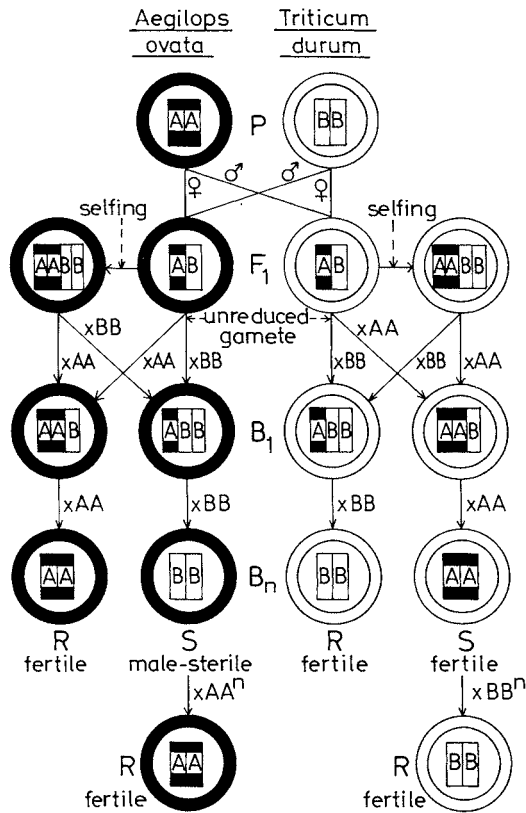 Aegilops Triticum
ovata durum
AA P BB
♂ ♂
♀ ♀
selfing selfing
AABB AB F1 AB AABB
xBB unreduced gamete xAA
xAA xAA xBB xBB xBB xAA
AAB ABB B1 ABB AAB
xAA xBB xBB xAA
AA BB Bn BB AA
R S R S
fertile male-sterile fertile fertile
xAAⁿ xBBⁿ
R AA R BB
fertile fertile